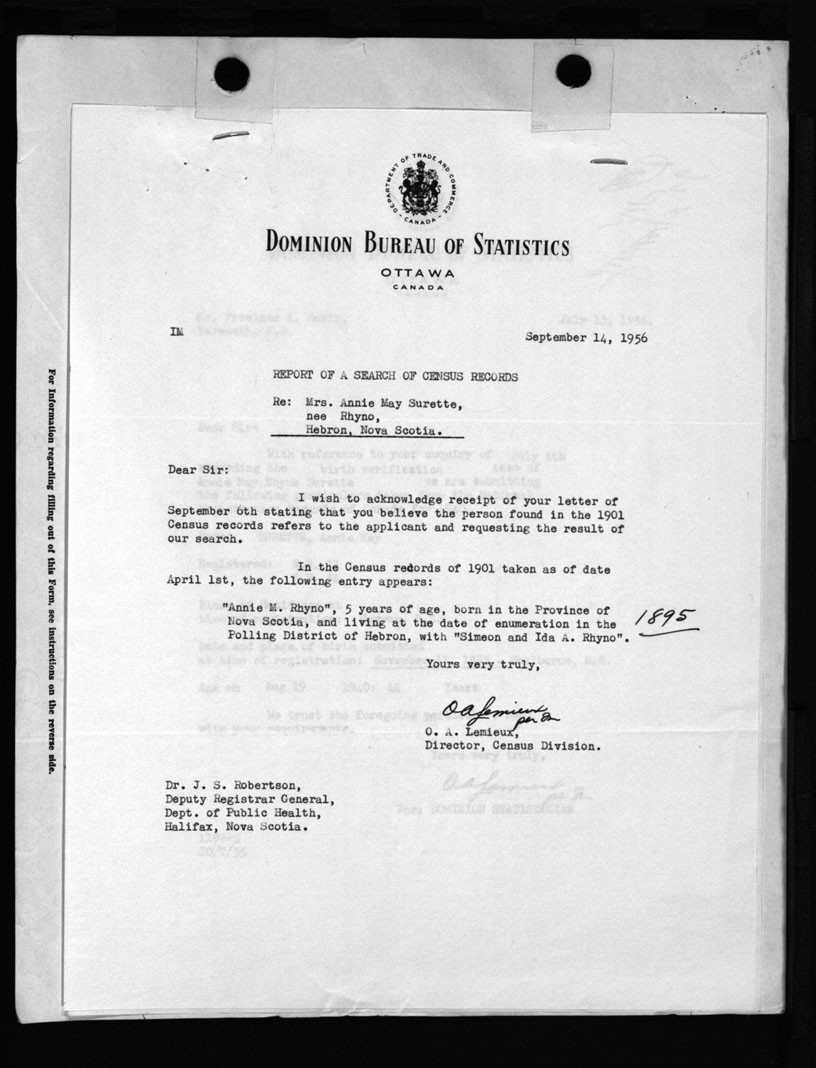 DEPARTMENT OF TRADE AND COMMERCE
CANADA
DOMINION BUREAU OF STATISTICS
OTTAWA
CANADA
IM
September 14, 1956
REPORT OF A SEARCH OF CENSUS RECORDS
Re: Mrs. Annie May Surette,
nee Rhyno,
Hebron, Nova Scotia.
Dear Sir:
I wish to acknowledge receipt of your letter of
September 6th stating that you believe the person found in the 1901
Census records refers to the applicant and requesting the result of
our search.
In the Census records of 1901 taken as of date
April 1st, the following entry appears:
"Annie M. Rhyno", 5 years of age, born in the Province of
Nova Scotia, and living at the date of enumeration in the
Polling District of Hebron, with "Simeon and Ida A. Rhyno".
1895
Yours very truly,
O A Lemieux
per
O. A. Lemieux,
Director, Census Division.
Dr. J. S. Robertson,
Deputy Registrar General,
Dept. of Public Health,
Halifax, Nova Scotia.
For Information regarding filling out of this Form, see instructions on the reverse side.